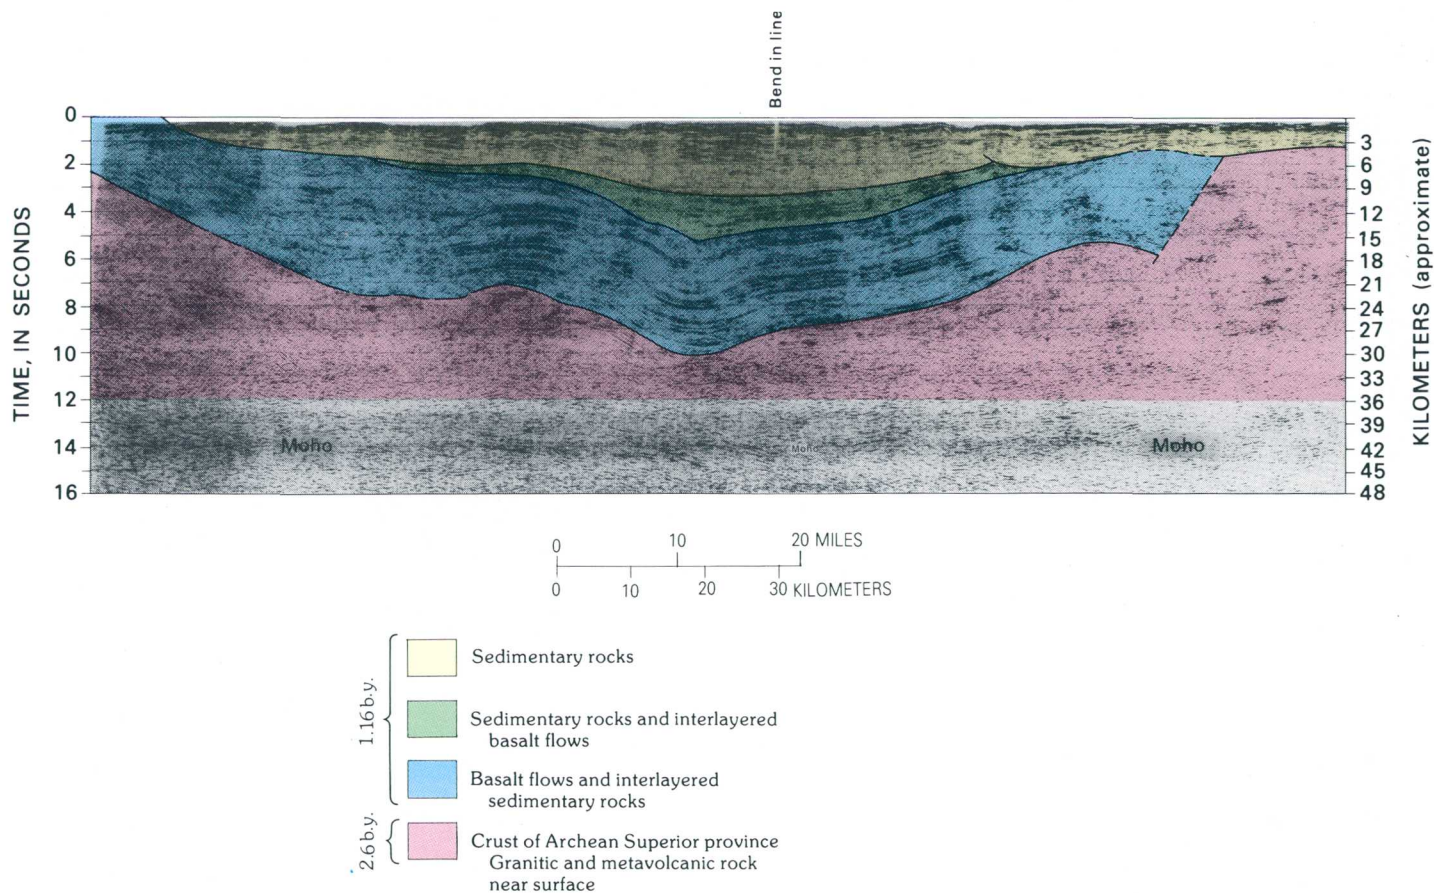 Bend in line
TIME, IN SECONDS
0
2
4
6
8
10
12
14
16
3
6
9
12
15
18
21
24
27
30
33
36
39
42
45
48
KILOMETERS (approximate)
Moho
Moho
Moho
0 10 20 MILES
0 10 20 30 KILOMETERS
1.16 b.y.
Sedimentary rocks
Sedimentary rocks and interlayered
basalt flows
Basalt flows and interlayered
sedimentary rocks
2.6 b.y.
Crust of Archean Superior province
Granitic and metavolcanic rock
near surface